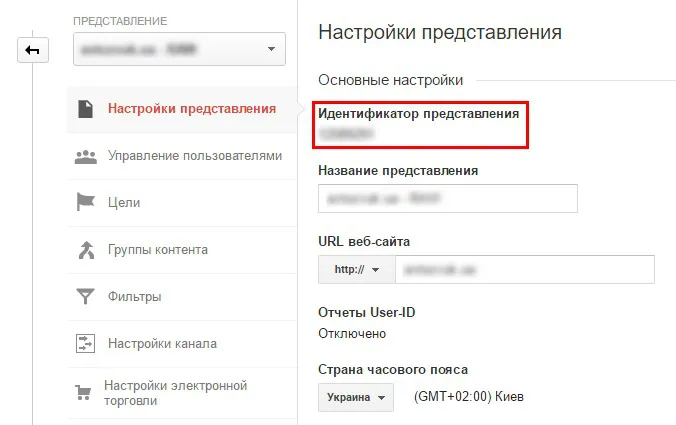 ПРЕДСТАВЛЕНИЕ
Настройки представления
Управление пользователями
Цели
Группы контента
Фильтры
Настройки канала
Настройки электронной
торговли
Настройки представления
Основные настройки
Идентификатор представления
Название представления
URL веб-сайта
http://
Отчеты User-ID
Отключено
Страна часового пояса
Украина (GMT+02:00) Киев